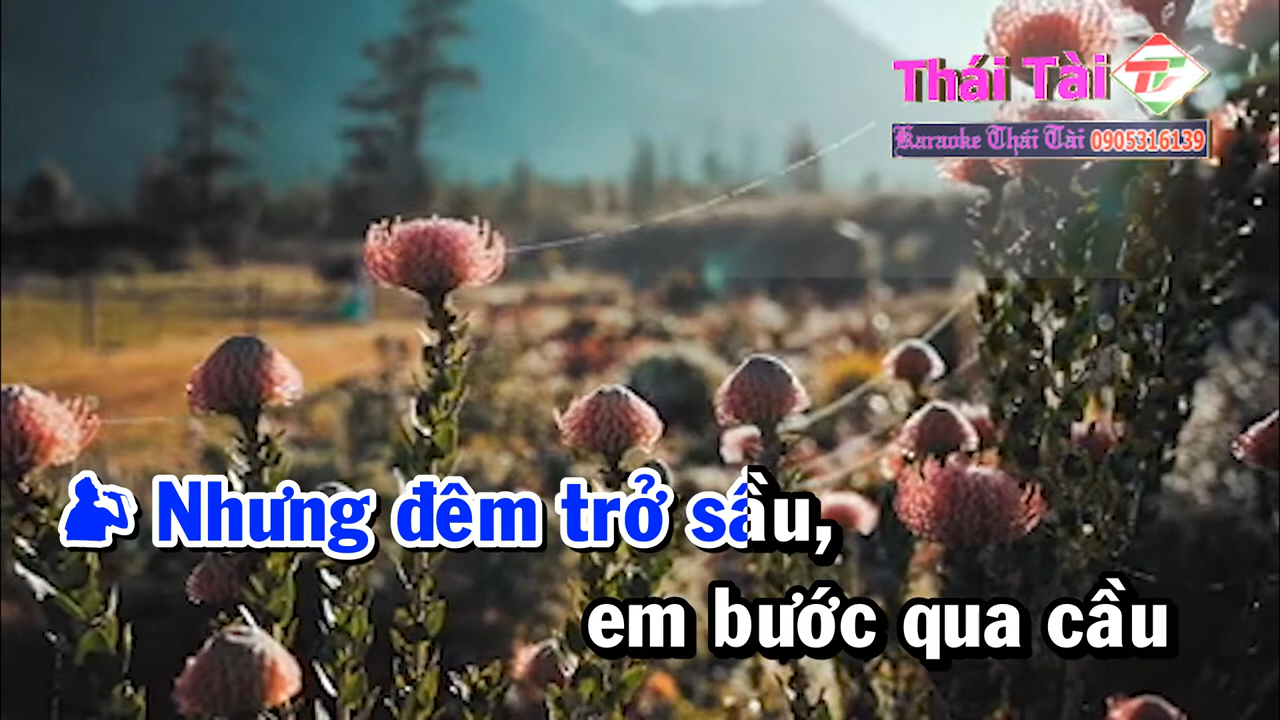 Thái Tài
Karaoke Thái Tài 0905316139
Nhưng đêm trở sầu,
em bước qua cầu